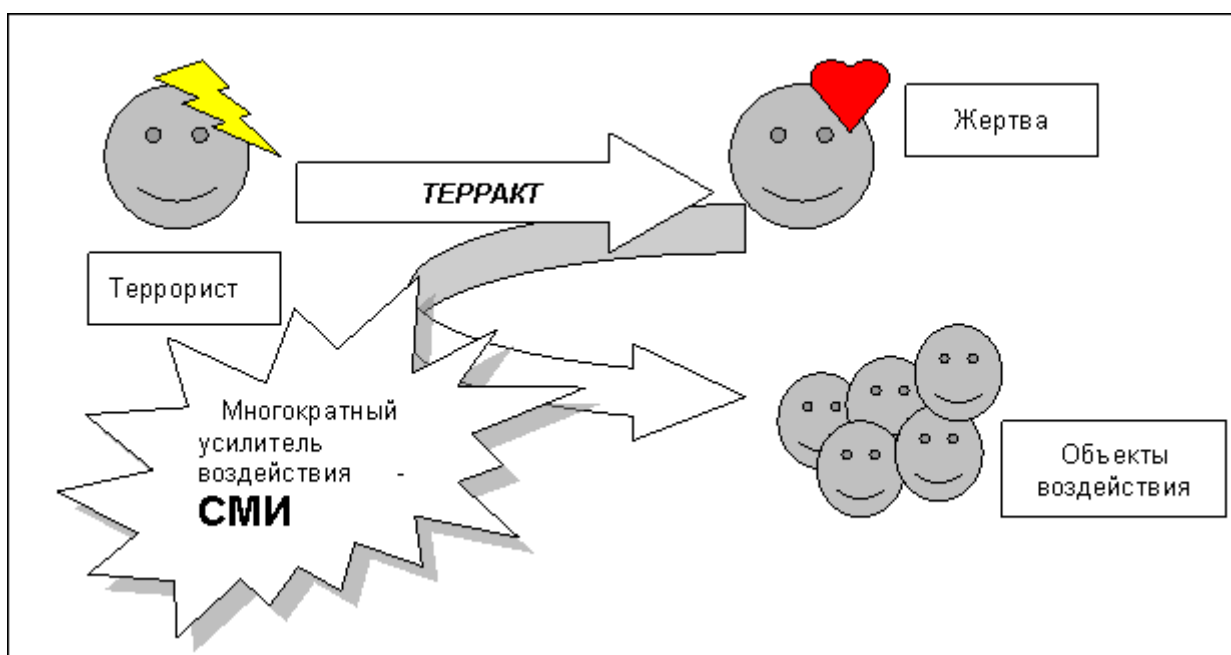 Жертва
ТЕРРАКТ
Террорист
Многократный
усилитель
воздействия -
СМИ
Объекты
воздействия